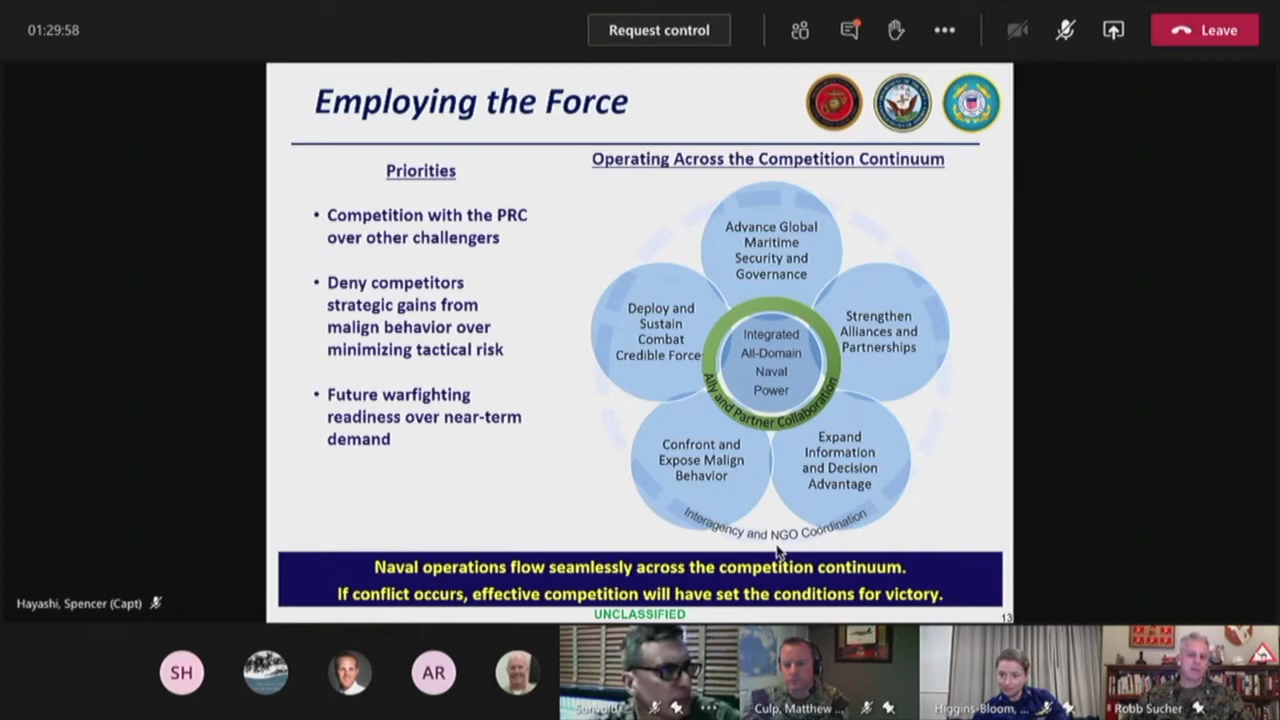 01:29:58
Request control
Leave
Employing the Force
Priorities
• Competition with the PRC
over other challengers
• Deny competitors
strategic gains from
malign behavior over
minimizing tactical risk
• Future warfighting
readiness over near-term
demand
Operating Across the Competition Continuum
Advance Global
Maritime
Security and
Governance
Deploy and
Sustain
Combat
Credible Force
Strengthen
Alliances and
Partnerships
Integrated
All-Domain
Naval
Power
Ally and Partner Collaboration
Confront and
Expose Malign
Behavior
Expand
Information
and Decision
Advantage
Interagency and NGO Coordination
Naval operations flow seamlessly across the competition continuum.
If conflict occurs, effective competition will have set the conditions for victory.
UNCLASSIFIED
13
Hayashi, Spencer (Capt)
SH
AR
Culp, Matthew ...
Higgins-Bloom, ...
Robb Sucher